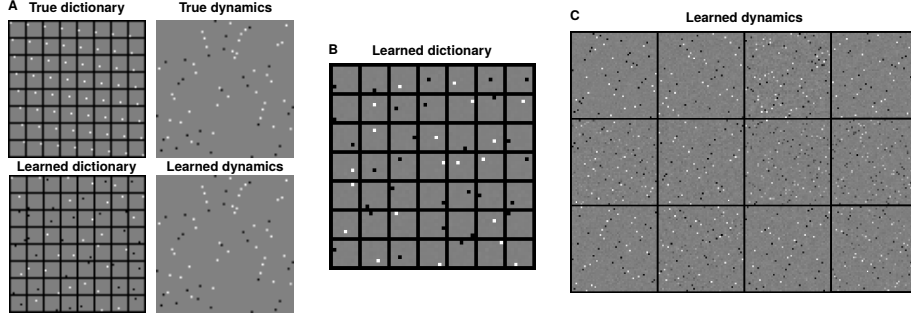 A
True dictionary
True dynamics
Learned dictionary
Learned dynamics
B
Learned dictionary
C
Learned dynamics